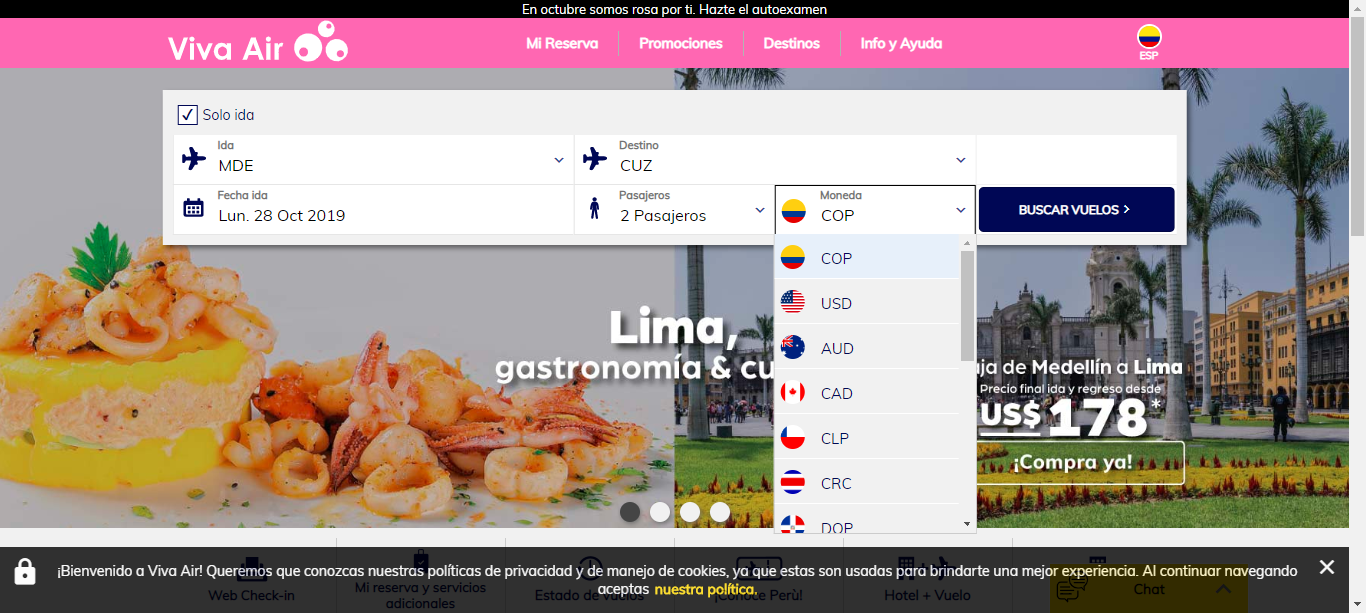 En octubre somos rosa por ti. Hazte el autoexamen
Viva Air
Mi Reserva
Promociones
Destinos
Info y Ayuda
ESP
Solo ida
Ida
MDE
Destino
CUZ
Fecha ida
Lun. 28 Oct 2019
Pasajeros
2 Pasajeros
Moneda
COP
BUSCAR VUELOS
COP
USD
AUD
CAD
CLP
CRC
DOP
Lima,
gastronomía & cu
de Medellín a Lima
Precio final ida y regreso desde
US$ 178*
¡Compra ya!
¡Bienvenido a Viva Air! Queremos que conozcas nuestras políticas de privacidad y de manejo de cookies, ya que estas son usadas para brindarte una mejor experiencia. Al continuar navegando
aceptas nuestra política.
Web Check-in
Mi reserva y servicios
adicionales
Estado de vuelos
¡Conoce Perù!
Hotel + Vuelo
Chat